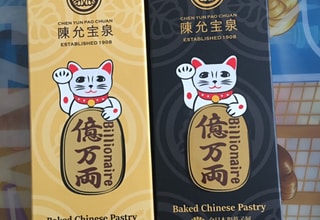 CHEN YUN PAO CHUAN
陳允宝泉
ESTABLISHED 1908
億万両
Billionaire
Baked Chinese Pastry
CHEN YUN PAO CHUAN
陳允宝泉
ESTABLISHED 1908
億万両
Billionaire
Baked Chinese Pastry